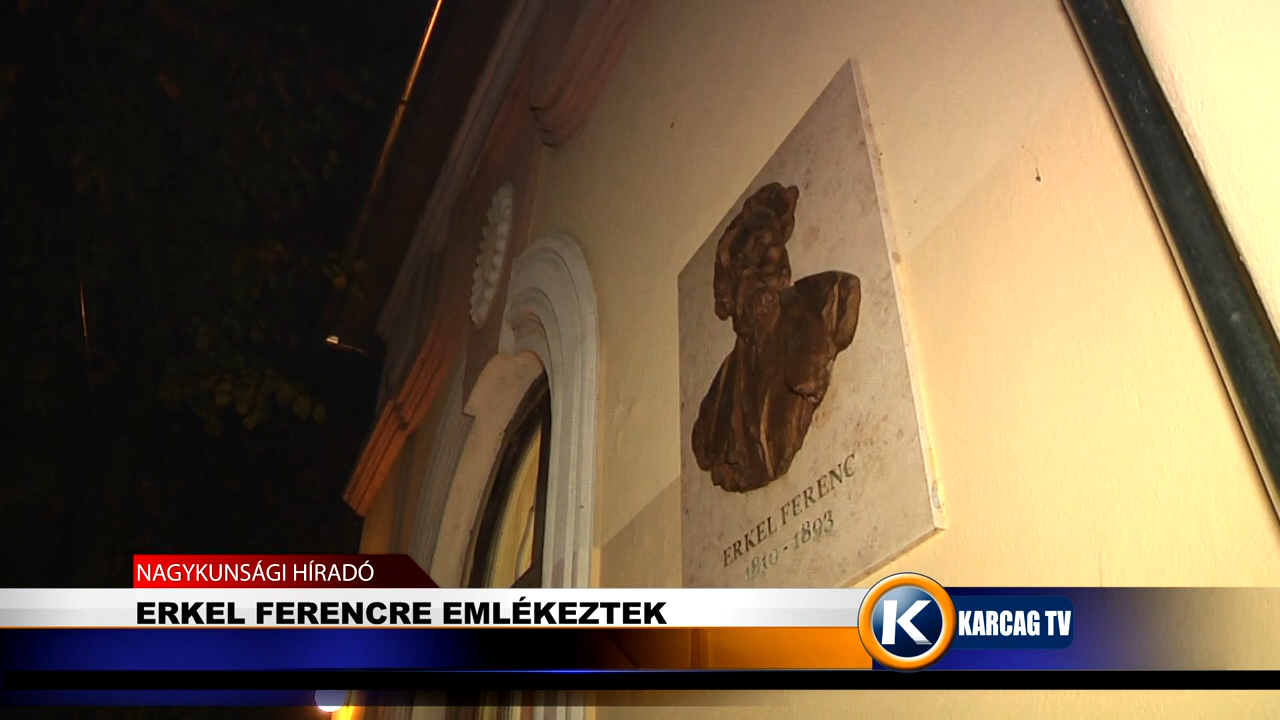 ERKEL FERENC
1810 - 1893
NAGYKUNSÁGI HÍRADÓ
ERKEL FERENCRE EMLÉKEZTEK
K KARCAG TV